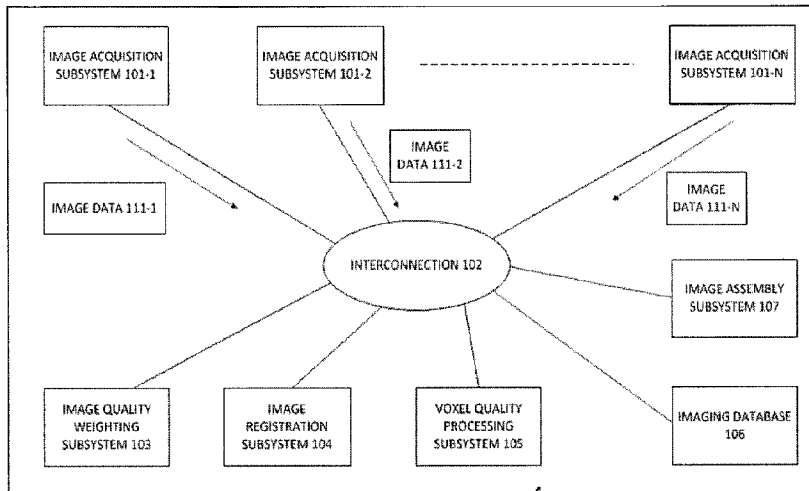 IMAGE ACQUISITION
SUBSYSTEM 101-1
IMAGE ACQUISITION
SUBSYSTEM 101-2
IMAGE ACQUISITION
SUBSYSTEM 101-N
IMAGE
DATA 111-2
IMAGE DATA 111-1
IMAGE
DATA 111-N
INTERCONNECTION 102
IMAGE ASSEMBLY
SUBSYSTEM 107
IMAGE QUALITY
WEIGHTING
SUBSYSTEM 103
IMAGE
REGISTRATION
SUBSYSTEM 104
VOXEL QUALITY
PROCESSING
SUBSYSTEM 105
IMAGING DATABASE
106